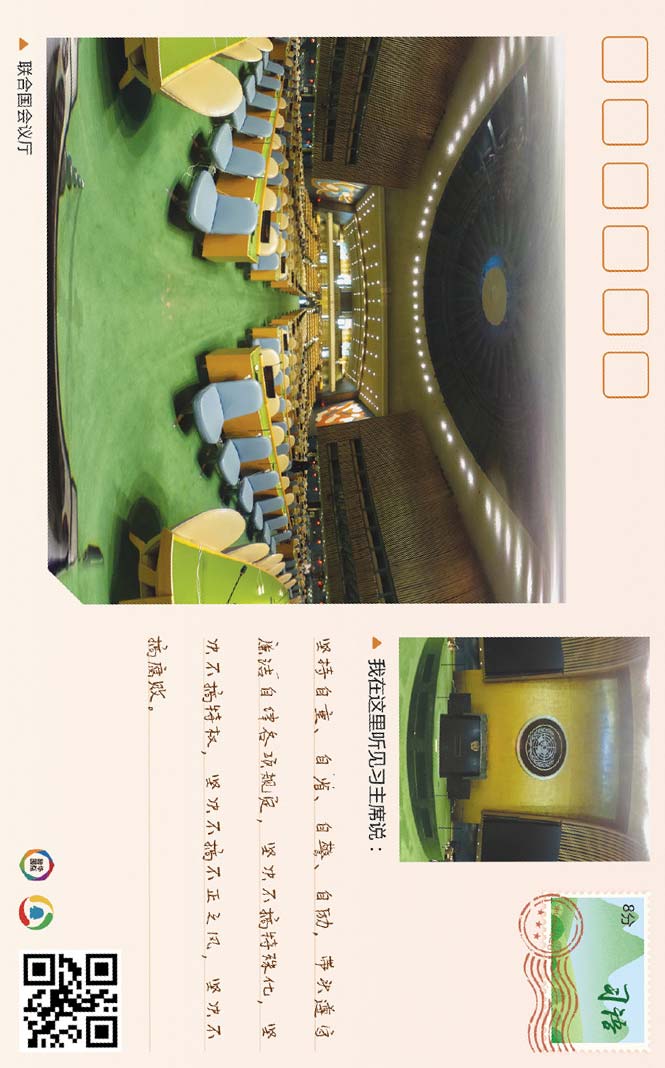 联合国会议厅
我在这里听见习主席说：
坚持自重、自省、自警、自励，带头遵守
廉洁自律各项规定，坚决不搞特殊化，坚
决不搞特权，坚决不搞不正之风，坚决不
搞腐败。
8分
习语